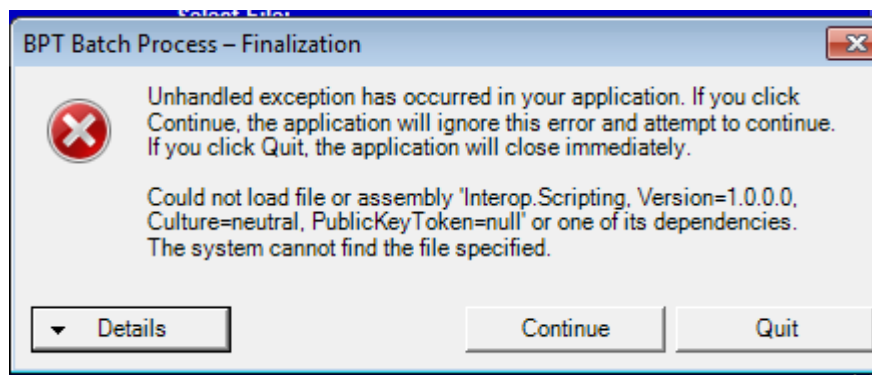 Select File:
BPT Batch Process – Finalization
Unhandled exception has occurred in your application. If you click
Continue, the application will ignore this error and attempt to continue.
If you click Quit, the application will close immediately.
Could not load file or assembly 'Interop.Scripting, Version=1.0.0.0,
Culture=neutral, PublicKeyToken=null' or one of its dependencies.
The system cannot find the file specified.
Details
Continue
Quit